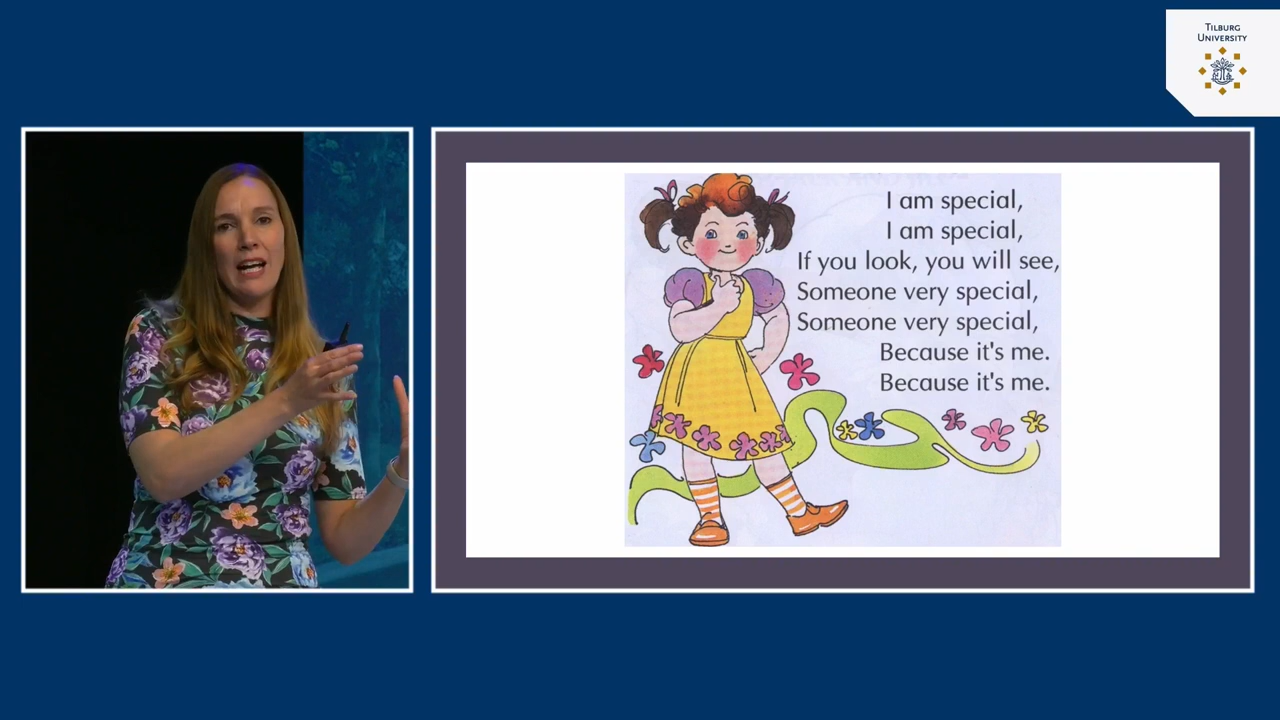 TILBURG
UNIVERSITY
I am special,
I am special,
If you look, you will see,
Someone very special,
Someone very special,
Because it's me.
Because it's me.